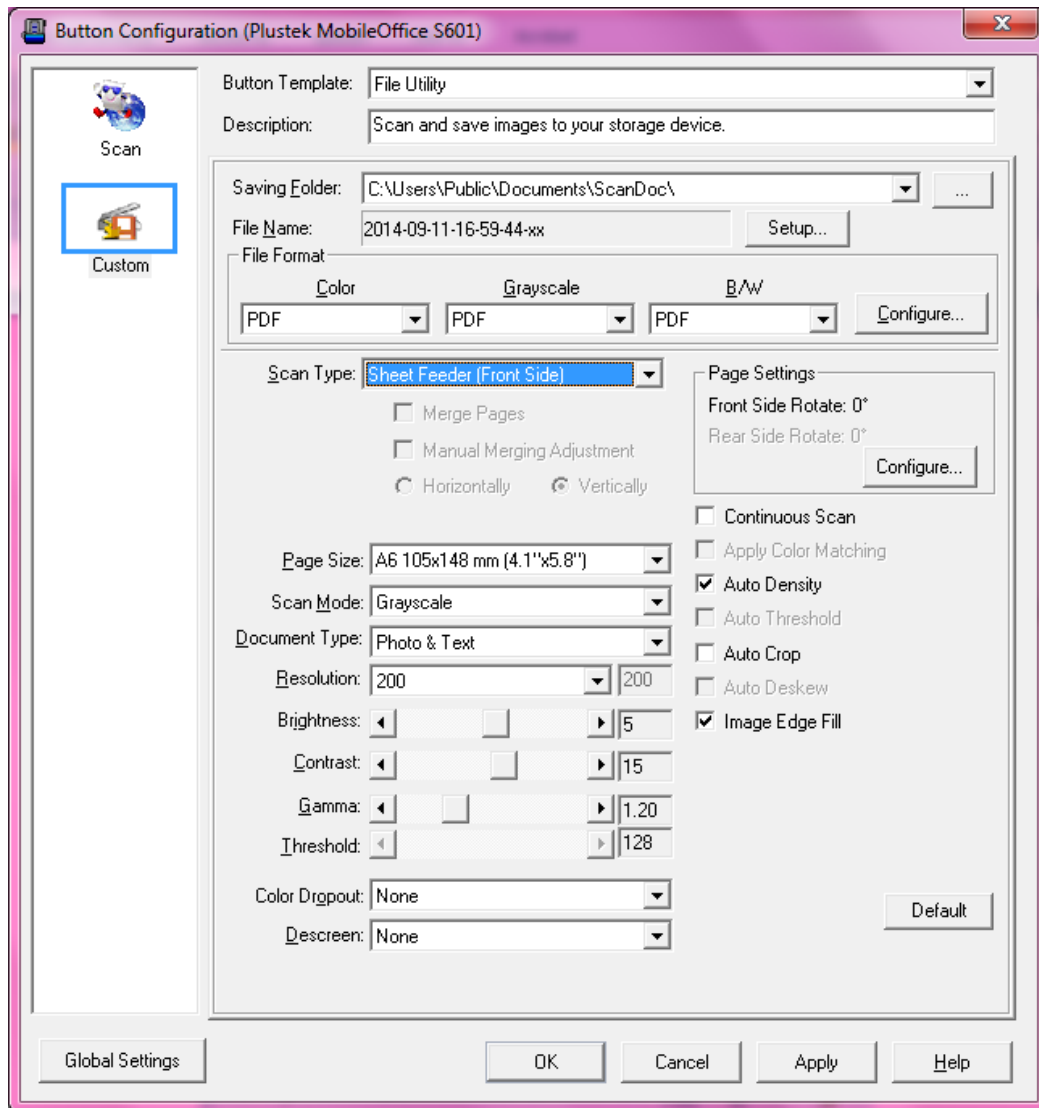 Button Configuration (Plustek MobileOffice S601)
Scan
Custom
Button Template: File Utility
Description: Scan and save images to your storage device.
Saving Folder: C:\Users\Public\Documents\ScanDoc\ ...
File Name: 2014-09-11-16-59-44-xx Setup...
File Format
Color Grayscale B/W
PDF PDF PDF Configure...
Scan Type: Sheet Feeder (Front Side)
Merge Pages
Manual Merging Adjustment
Horizontally Vertically
Page Size: A6 105x148 mm (4.1"x5.8")
Scan Mode: Grayscale
Document Type: Photo & Text
Resolution: 200 200
Brightness: 5
Contrast: 15
Gamma: 1.20
Threshold: 128
Color Dropout: None
Descreen: None
Page Settings
Front Side Rotate: 0°
Rear Side Rotate: 0°
Configure...
Continuous Scan
Apply Color Matching
Auto Density
Auto Threshold
Auto Crop
Auto Deskew
Image Edge Fill
Default
Global Settings OK Cancel Apply Help